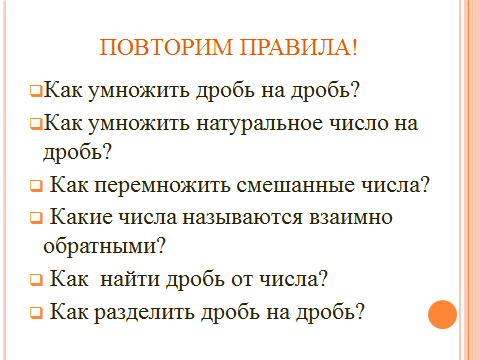 ПОВТОРИМ ПРАВИЛА!
Как умножить дробь на дробь?
Как умножить натуральное число на
дробь?
Как перемножить смешанные числа?
Какие числа называются взаимно
обратными?
Как найти дробь от числа?
Как разделить дробь на дробь?